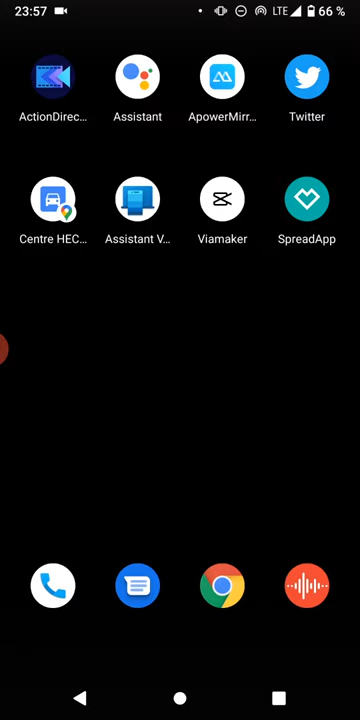 23:57 LTE 66 %
ActionDirec... Assistant ApowerMirr... Twitter
Centre HEC... Assistant V... Viamaker SpreadApp